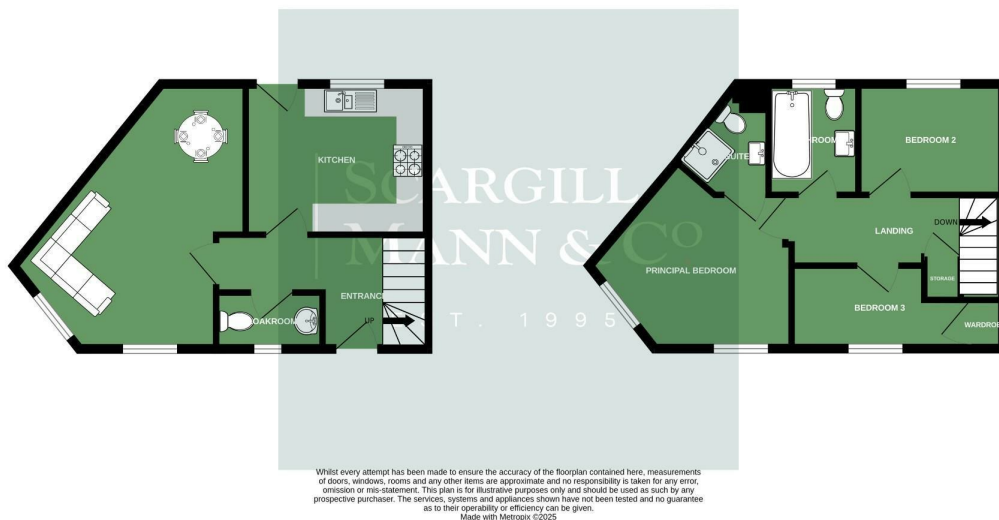 KITCHEN
ENTRANC
OAKROOM
UP
SUITE
ROOM
BEDROOM 2
PRINCIPAL BEDROOM
LANDING
DOWN
STORAGE
BEDROOM 3
WARDROBE
SCARGILL
MANN & CO
EST. 1995
Whilst every attempt has been made to ensure the accuracy of the floorplan contained here, measurements
of doors, windows, rooms and any other items are approximate and no responsibility is taken for any error,
omission or mis-statement. This plan is for illustrative purposes only and should be used as such by any
prospective purchaser. The services, systems and appliances shown have not been tested and no guarantee
as to their operability or efficiency can be given.
Made with Metropix ©2025